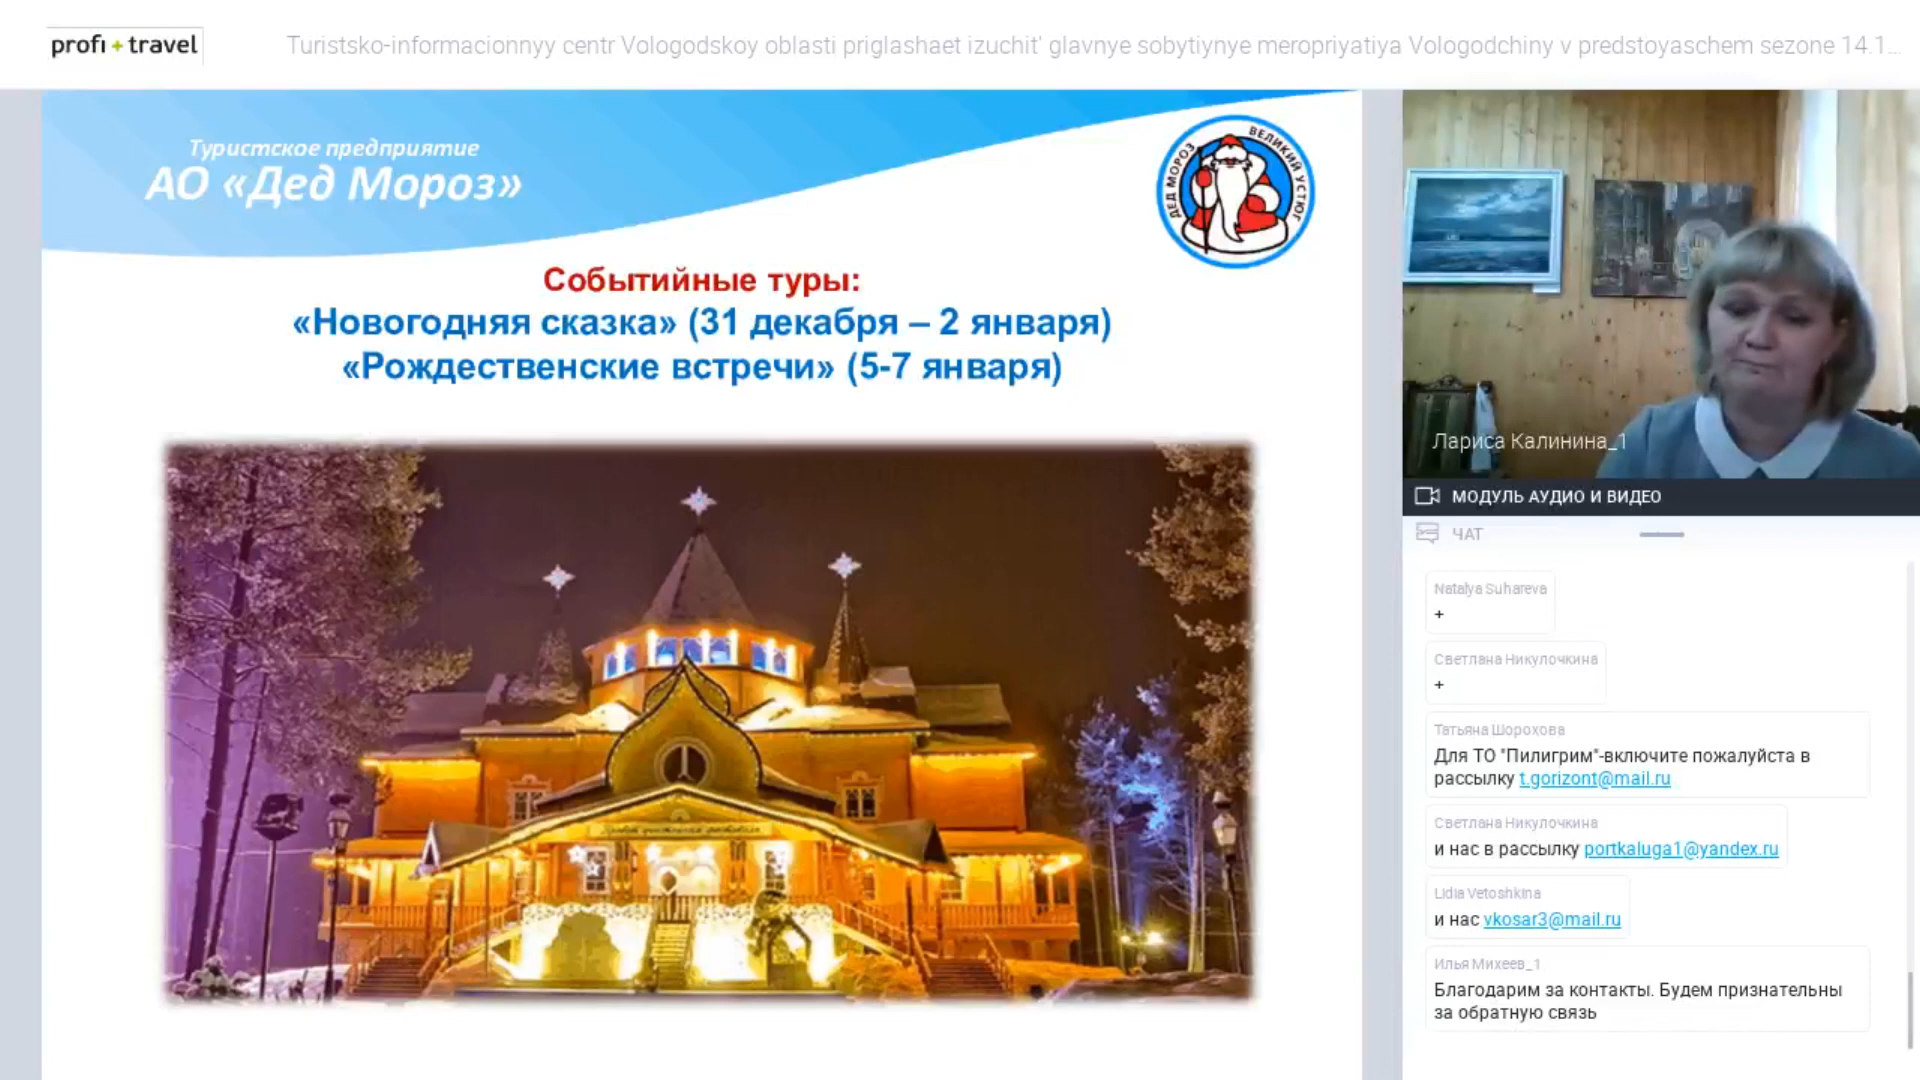 profi + travel
Turistsko-informacionnyy centr Vologodskoy oblasti priglashaet izuchit' glavnye sobytiynye meropriyatiya Vologodchiny v predstoyaschem sezone 14.1...
Туристское предприятие
АО «Дед Мороз»
ДЕД МОРОЗ ВЕЛИКИЙ УСТЮГ
Событийные туры:
«Новогодняя сказка» (31 декабря – 2 января)
«Рождественские встречи» (5-7 января)
Лариса Калинина_1
МОДУЛЬ АУДИО И ВИДЕО
ЧАТ
Natalya Suhareva
+
Светлана Никулочкина
+
Татьяна Шорохова
Для ТО "Пилигрим"-включите пожалуйста в
рассылку t.gorizont@mail.ru
Светлана Никулочкина
и нас в рассылку portkaluga1@yandex.ru
Lidia Vetoshkina
и нас vkosar3@mail.ru
Илья Михеев_1
Благодарим за контакты. Будем признательны
за обратную связь